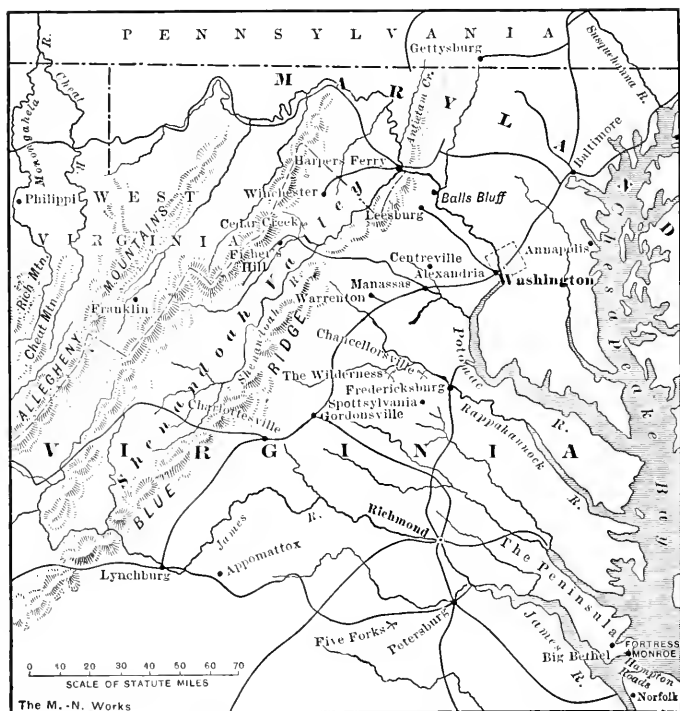 PENNSYLVANIA
Gettysburg
Susquehanna R.
R.
Cheat
R.
Monongahela
MARYLAND
Antietam Cr.
Baltimore
Harpers Ferry
Philippi
WEST
VIRGINIA
Winchester
Balls Bluff
Leesburg
Cedar Creek
Fisher's
Hill
Annapolis
Centreville
Alexandria
Washington
Manassas
Rich Mtn.
Cheat Mtn.
Franklin
ALLEGHENY MOUNTAINS
Warrenton
Shenandoah R.
Shenandoah Valley
BLUE RIDGE
Chancellorsville
The Wilderness
Fredericksburg
Spottsylvania
Gordonsville
Charlottesville
Potomac
R.
Rappahannock
R.
Chesapeake Bay
VIRGINIA
James
R.
Richmond
The Peninsula
Lynchburg
Appomattox
Five Forks
Petersburg
James
R.
Big Bethel
FORTRESS
MONROE
Hampton
Roads
Norfolk
0 10 20 30 40 50 60 70
SCALE OF STATUTE MILES
The M.-N. Works